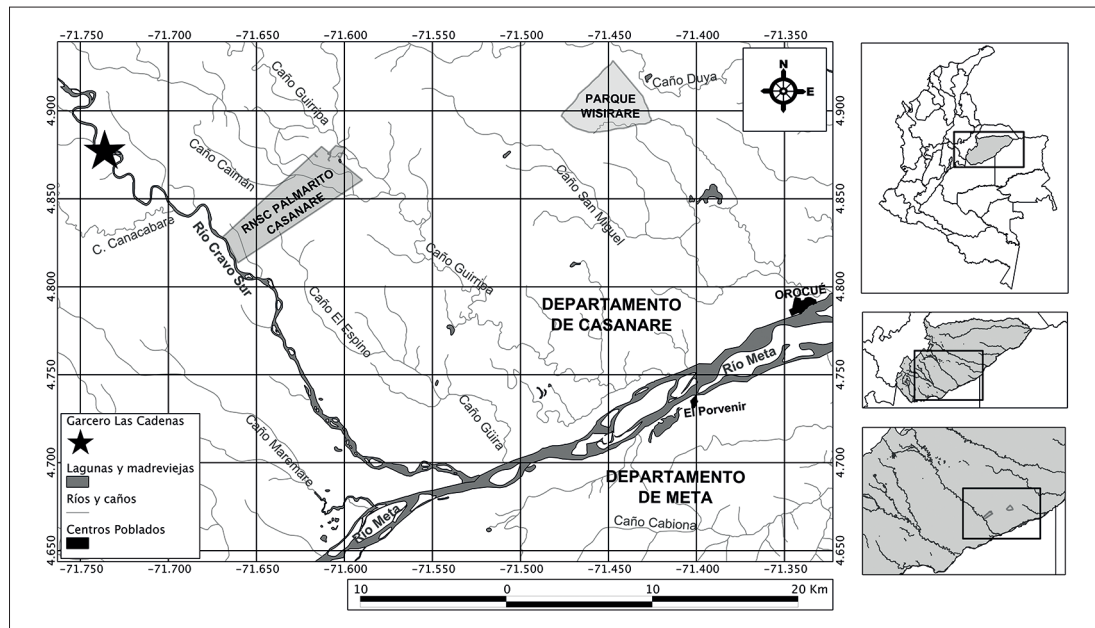 −71.750 −71.700 −71.650 −71.600 −71.550 −71.500 −71.450 −71.400 −71.350
4.900
4.850
4.800
4.750
4.700
4.650
4.900
4.850
4.800
4.750
4.700
4.650
N
E
Caño Guirripa
Caño Duya
PARQUE
WISIRARE
Caño Caimán
RNSC PALMARITO
CASANARE
Caño San Miguel
C. Canacabare
Río Cravo Sur
Caño Guirripa
Caño El Espino
DEPARTAMENTO
DE CASANARE
OROCUÉ
Río Meta
El Porvenir
Caño Güira
Caño Maremare
DEPARTAMENTO
DE META
Río Meta
Caño Cabiona
Garcero Las Cadenas
Lagunas y madreviejas
Ríos y caños
Centros Poblados
−71.750 −71.700 −71.650 −71.600 −71.550 −71.500 −71.450 −71.400 −71.350
10 0 10 20 Km